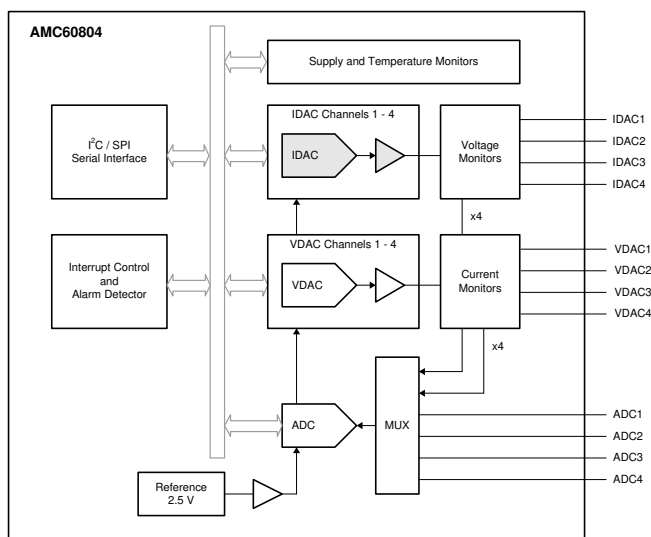 AMC60804
Supply and Temperature Monitors
I²C / SPI
Serial Interface
IDAC Channels 1 - 4
IDAC
Voltage
Monitors
IDAC1
IDAC2
IDAC3
IDAC4
x4
Interrupt Control
and
Alarm Detector
VDAC Channels 1 - 4
VDAC
Current
Monitors
VDAC1
VDAC2
VDAC3
VDAC4
x4
ADC
MUX
ADC1
ADC2
ADC3
ADC4
Reference
2.5 V